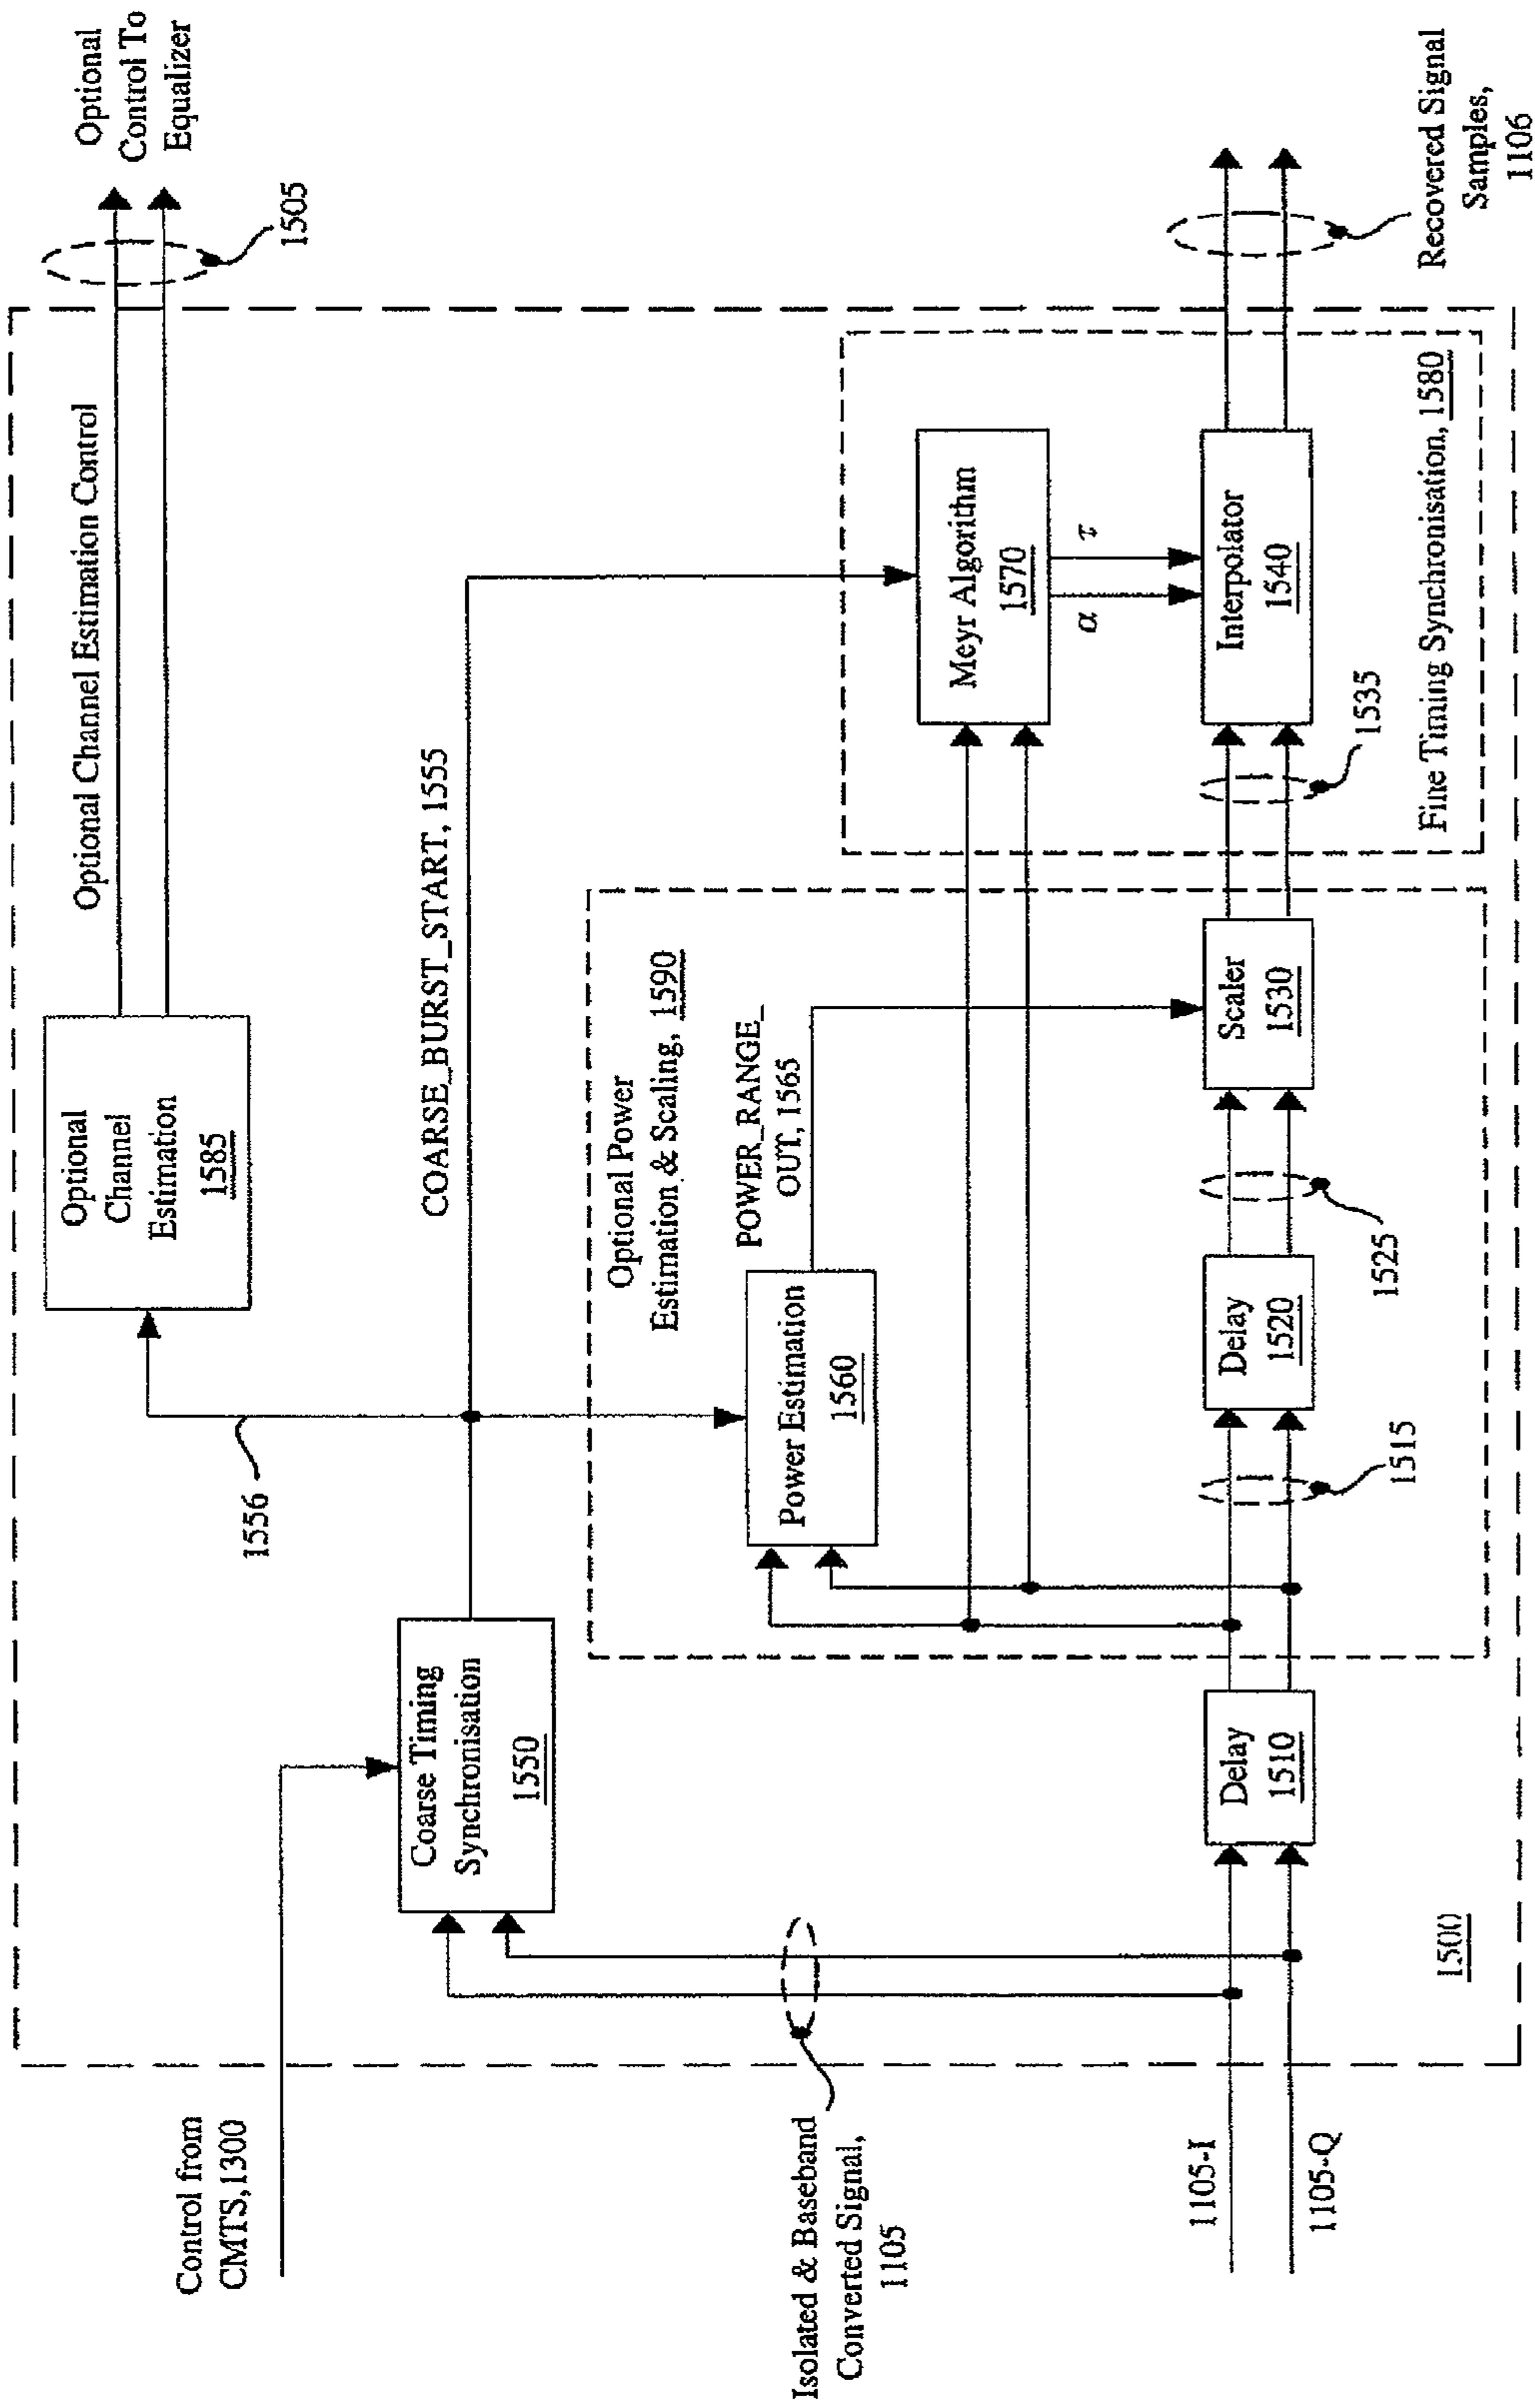 Optional
Control To
Equalizer
1505
Optional Channel Estimation Control
Optional
Channel
Estimation
1585
1556
COARSE_BURST_START, 1555
Control from
CMTS,1300
Coarse Timing
Synchronisation
1550
Optional Power
Estimation & Scaling, 1590
POWER_RANGE_
OUT, 1565
Power Estimation
1560
Meyr Algorithm
1570
α
τ
Isolated & Baseband
Converted Signal,
1105
1105-I
1105-Q
Delay
1510
1515
Delay
1520
1525
Scaler
1530
1535
Interpolator
1540
Fine Timing Synchronisation, 1580
Recovered Signal
Samples,
1106
1500